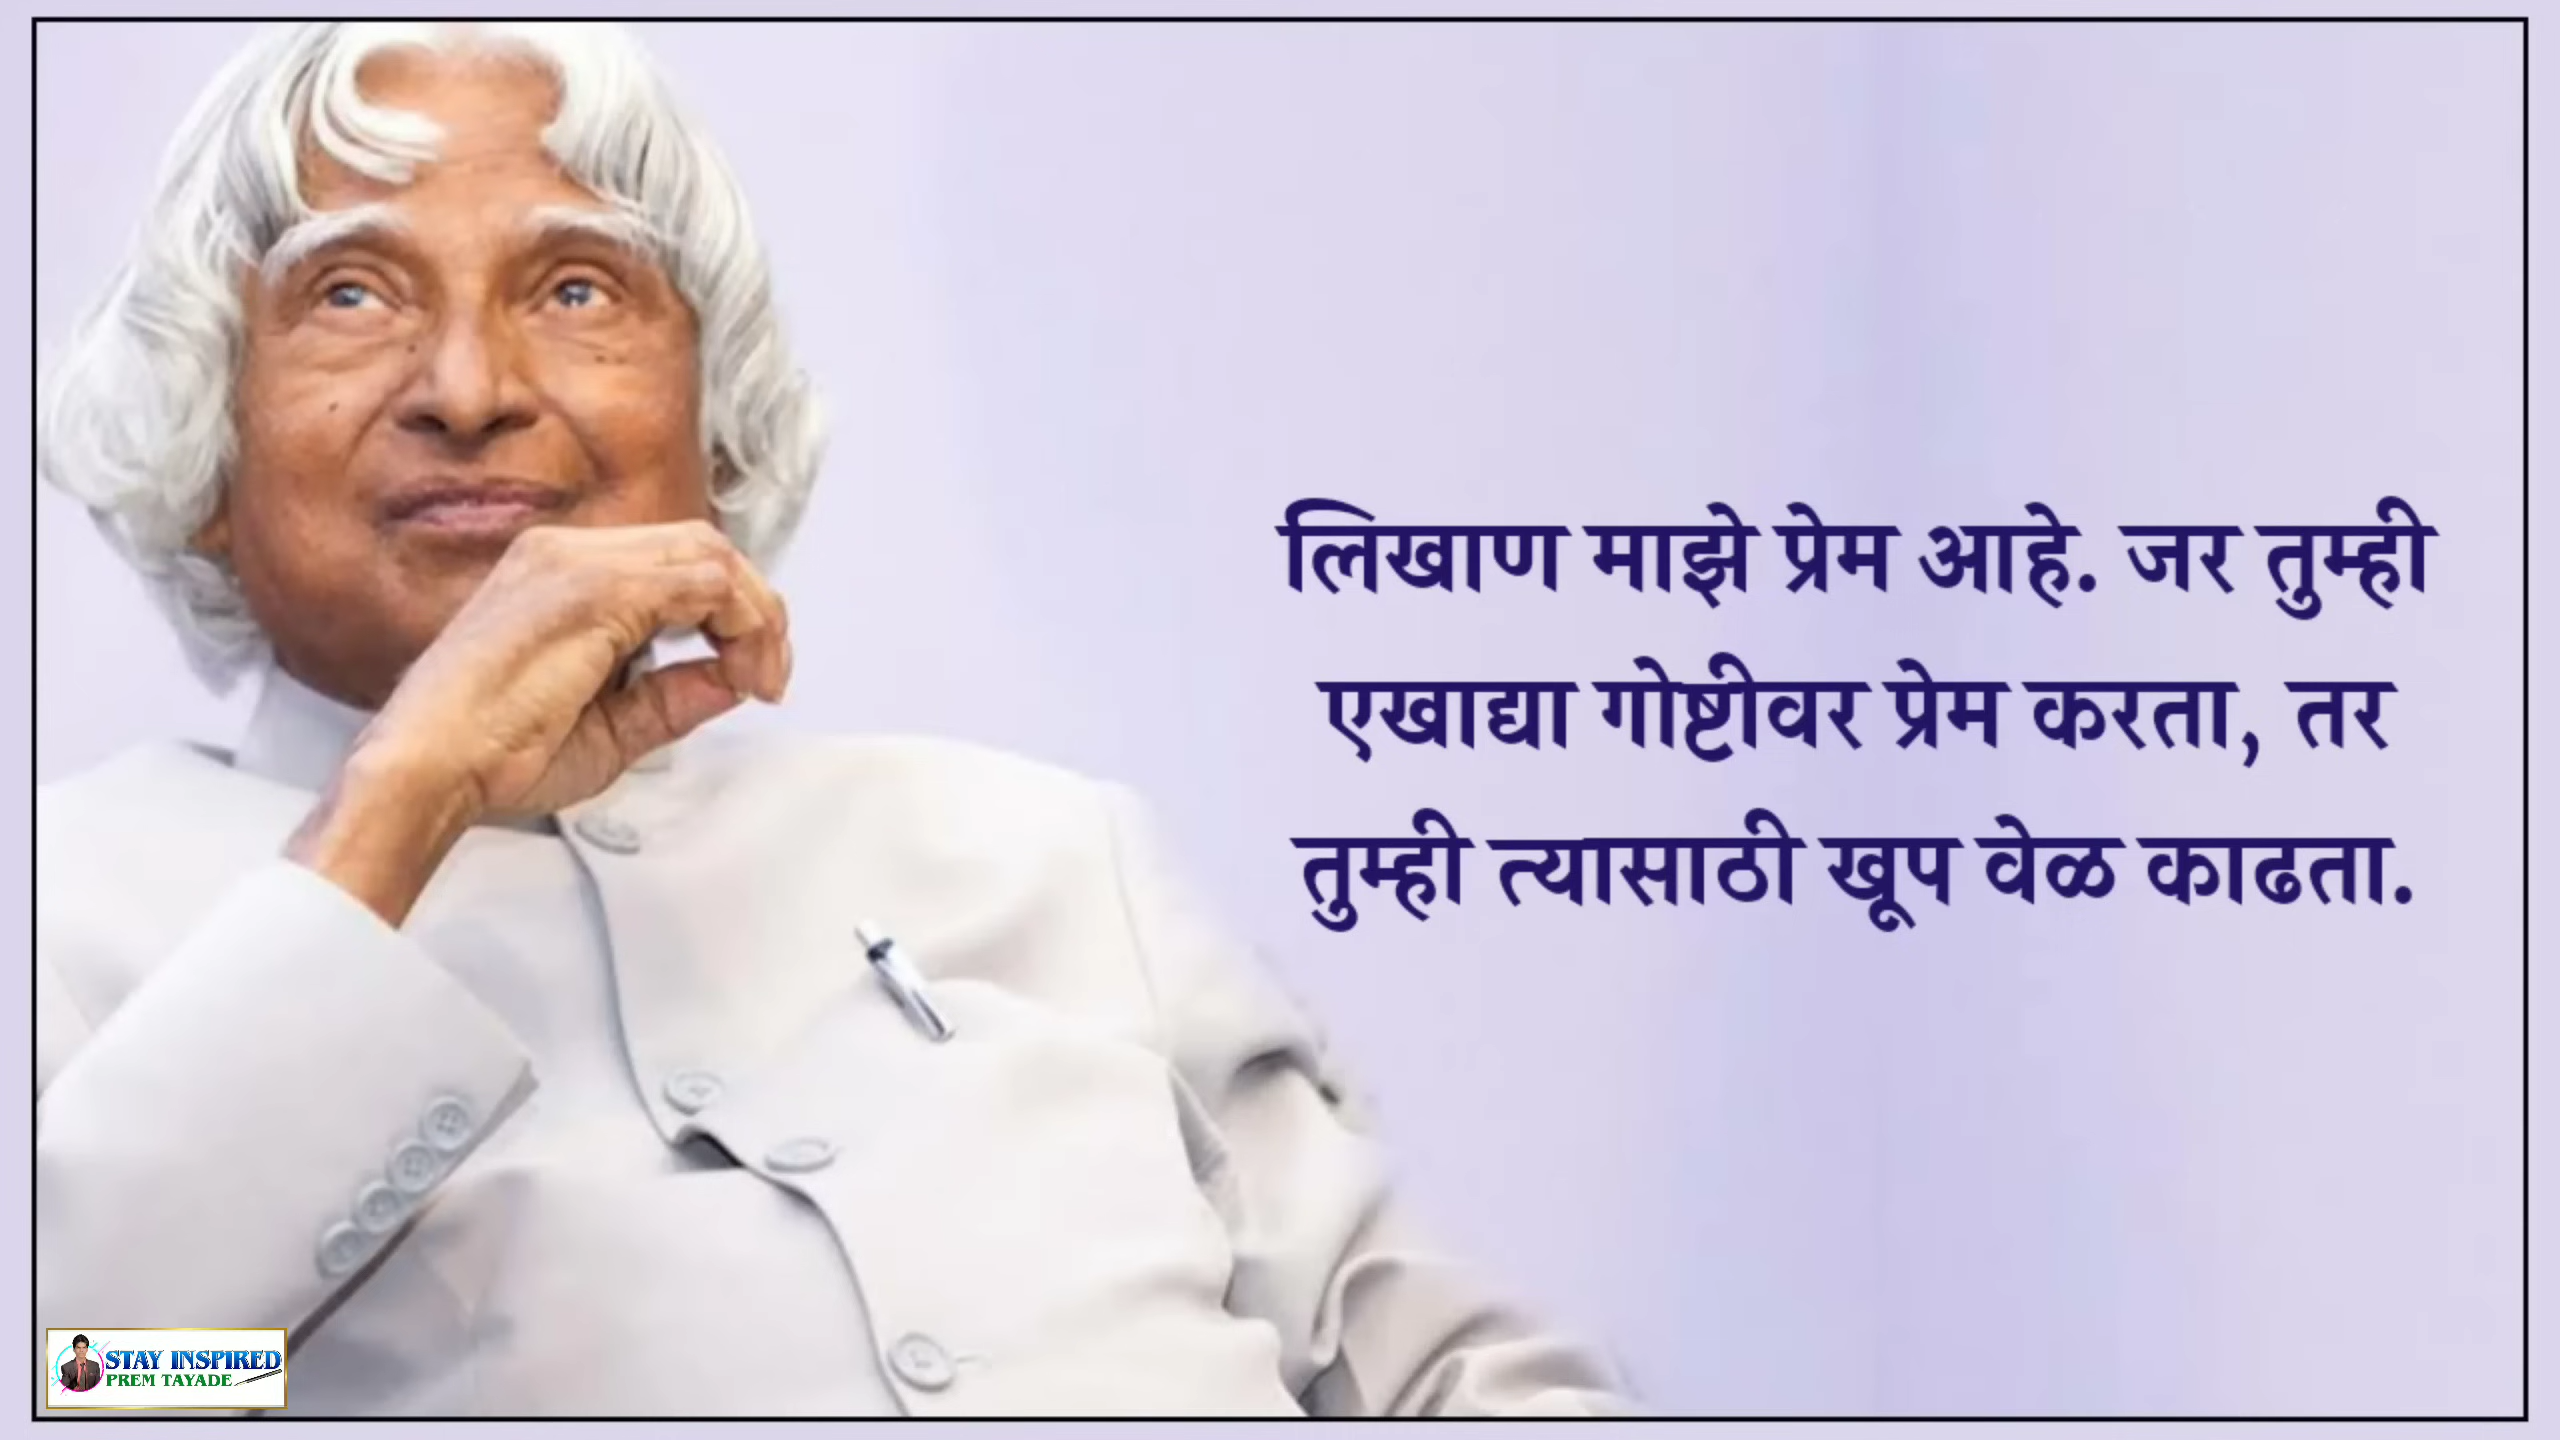 लिखाण माझे प्रेम आहे. जर तुम्ही
एखाद्या गोष्टीवर प्रेम करता, तर
तुम्ही त्यासाठी खूप वेळ काढता.
STAY INSPIRED
PREM TAYADE